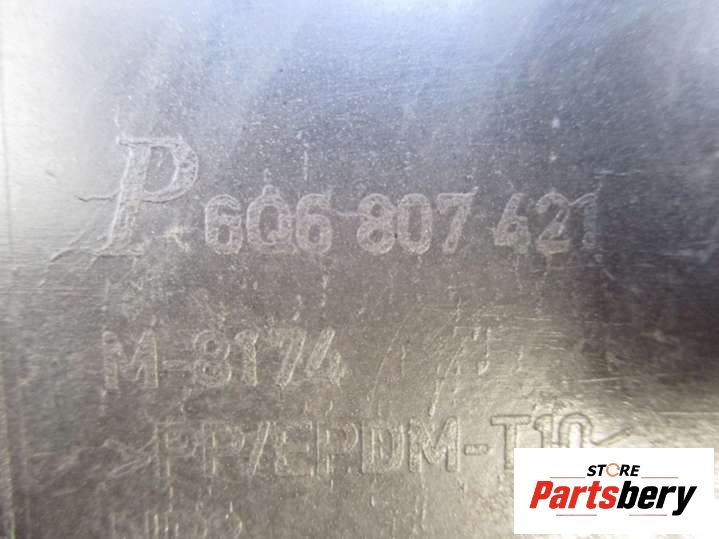 P 6Q6 807 421
M-8174
>PP/EPDM-T10<
STORE
Partsbery